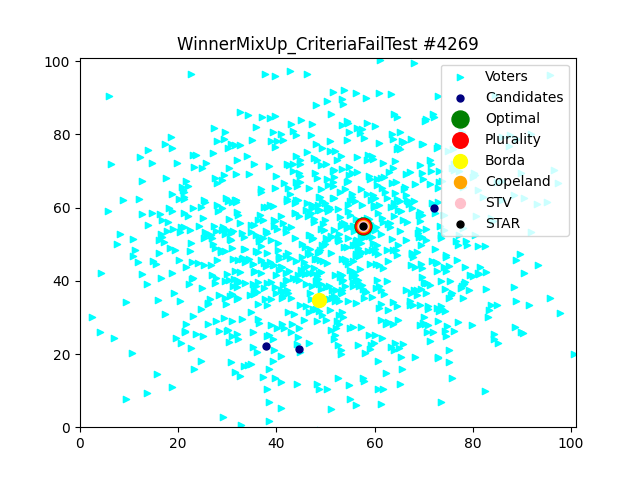 WinnerMixUp_CriteriaFailTest #4269
100
80
60
40
20
0
0 20 40 60 80 100
Voters
Candidates
Optimal
Plurality
Borda
Copeland
STV
STAR